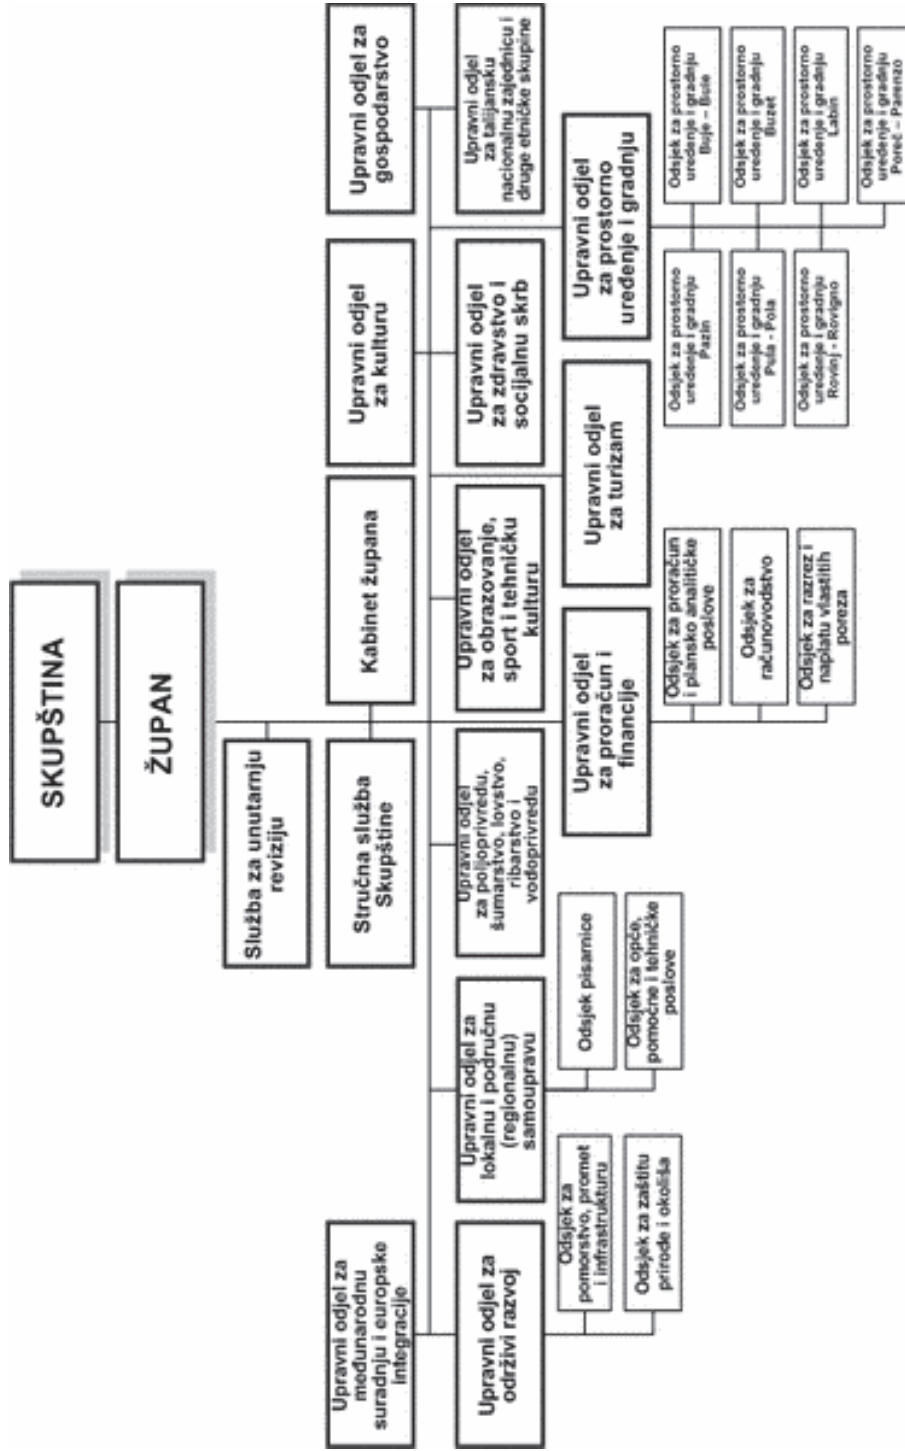 SKUPŠTINA
ŽUPAN
Služba za unutarnju
reviziju
Upravni odjel za
međunarodnu
suradnju i europske
integracije
Stručna služba
Skupštine
Kabinet župana
Upravni odjel
za kulturu
Upravni odjel za
gospodarstvo
Upravni odjel za
održivi razvoj
Upravni odjel za
lokalnu i područnu
(regionalnu)
samoupravu
Upravni odjel
za poljoprivredu,
šumarstvo, lovstvo,
ribarstvo i
vodoprivredu
Upravni odjel
za obrazovanje,
sport i tehničku
kulturu
Upravni odjel
za zdravstvo i
socijalnu skrb
Upravni odjel
za talijansku
nacionalnu zajednicu i
druge etničke skupine
Odsjek za
pomorstvo, promet
i infrastrukturu
Odsjek za zaštitu
prirode i okoliša
Odsjek pisarnice
Odsjek za opće,
pomoćne i tehničke
poslove
Upravni odjel
za proračun i
financije
Upravni odjel
za turizam
Upravni odjel
za prostorno
uređenje i gradnju
Odsjek za proračun
i plansko analitičke
poslove
Odsjek za
računovodstvo
Odsjek za razrez i
naplatu vlastitih
poreza
Odsjek za prostorno
uređenje i gradnju
Pazin
Odsjek za prostorno
uređenje i gradnju
Buje – Buie
Odsjek za prostorno
uređenje i gradnju
Pula - Pola
Odsjek za prostorno
uređenje i gradnju
Buzet
Odsjek za prostorno
uređenje i gradnju
Rovinj - Rovigno
Odsjek za prostorno
uređenje i gradnju
Labin
Odsjek za prostorno
uređenje i gradnju
Poreč – Parenzo